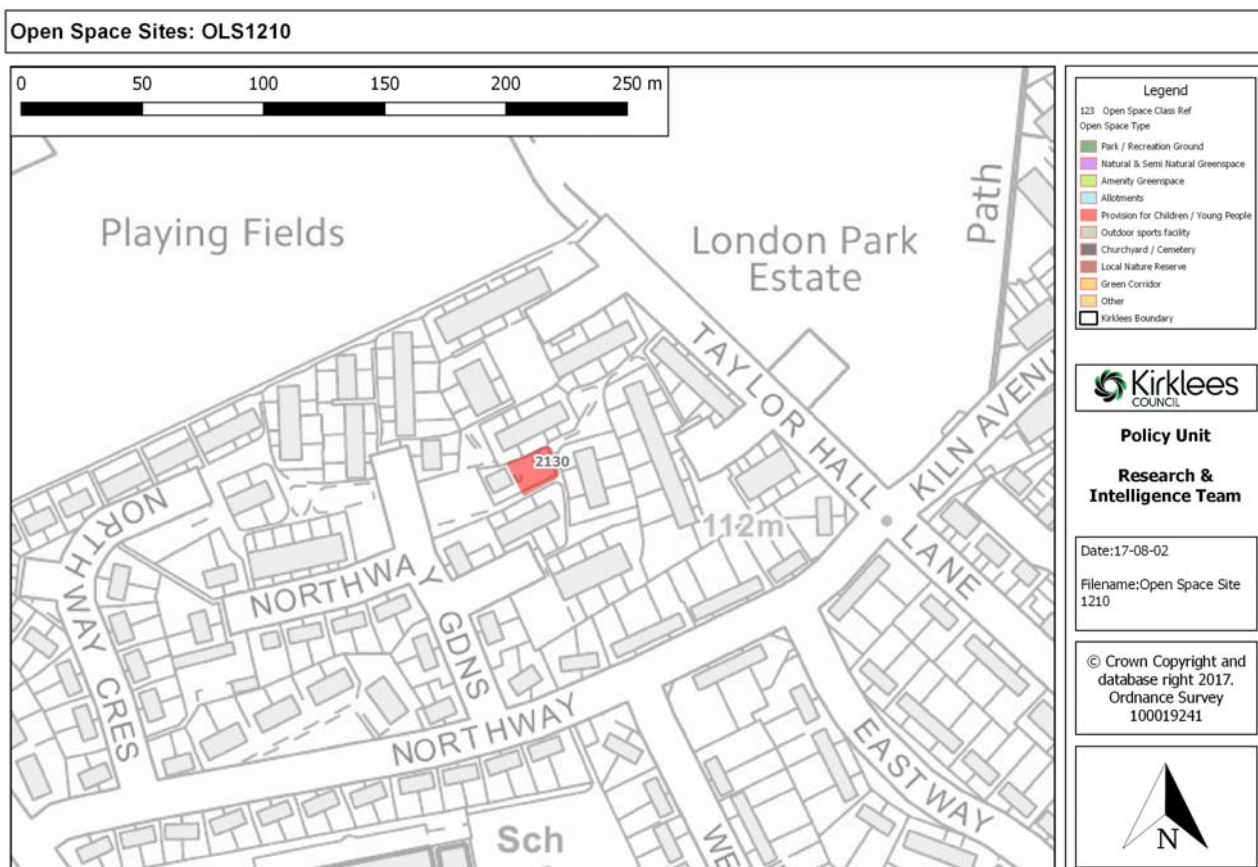 Open Space Sites: OLS1210
0 50 100 150 200 250 m
Playing Fields
London Park
Estate
Path
TAYLOR HALL
LANE
KILN AVENU
2130
112m
NORTHWAY
CRES
NORTHWAY
GDNS
NORTHWAY
EASTWAY
WE
Sch
Legend
123 Open Space Class Ref
Open Space Type
Park / Recreation Ground
Natural & Semi Natural Greenspace
Amenity Greenspace
Allotments
Provision for Children / Young People
Outdoor sports facility
Churchyard / Cemetery
Local Nature Reserve
Green Corridor
Other
Kirklees Boundary
Kirklees
COUNCIL
Policy Unit
Research &
Intelligence Team
Date:17-08-02
Filename:Open Space Site
1210
© Crown Copyright and
database right 2017.
Ordnance Survey
100019241
N